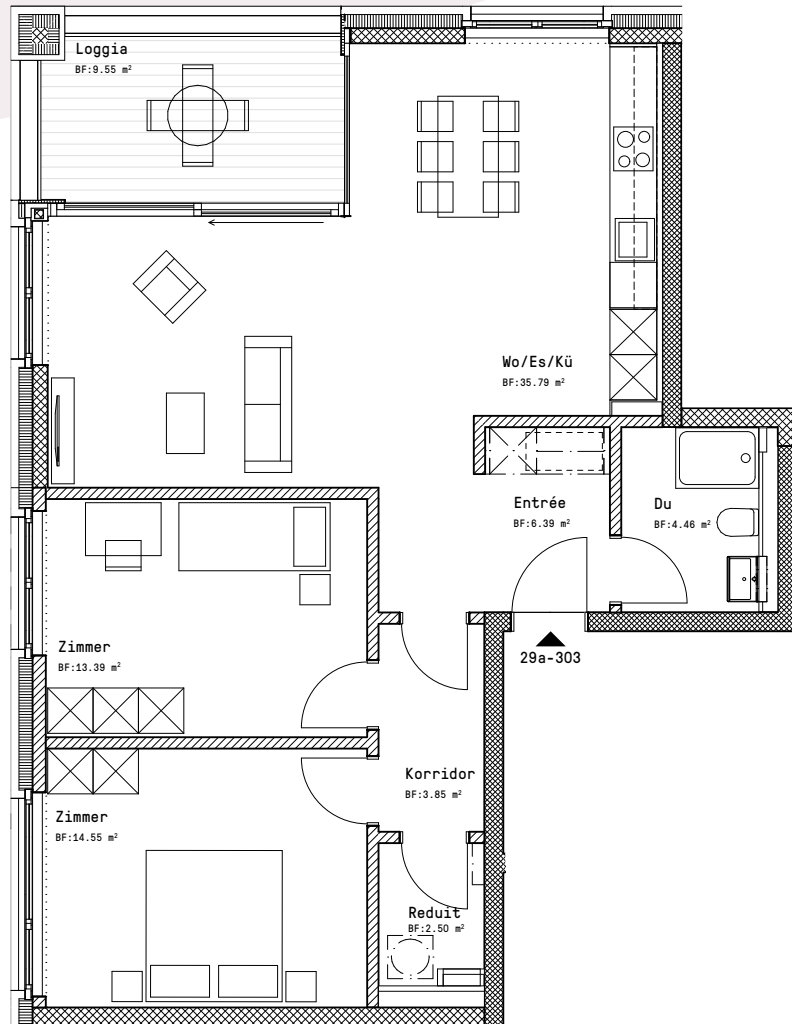 Loggia
BF:9.55 m²
Wo/Es/Kü
BF:35.79 m²
Entrée
BF:6.39 m²
Du
BF:4.46 m²
29a-303
Zimmer
BF:13.39 m²
Korridor
BF:3.85 m²
Zimmer
BF:14.55 m²
Reduit
BF:2.50 m²